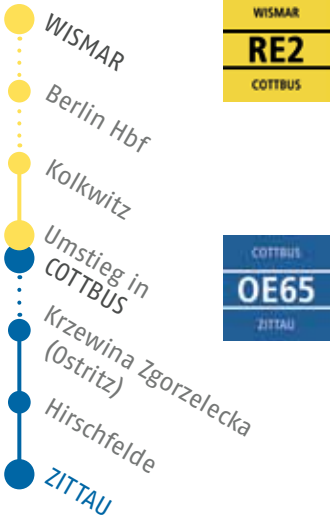 WISMAR
Berlin Hbf
Kolkwitz
Umstieg in
COTTBUS
Krzewina Zgorzelecka
(Ostritz)
Hirschfelde
ZITTAU
WISMAR
RE2
COTTBUS
COTTBUS
OE65
ZITTAU